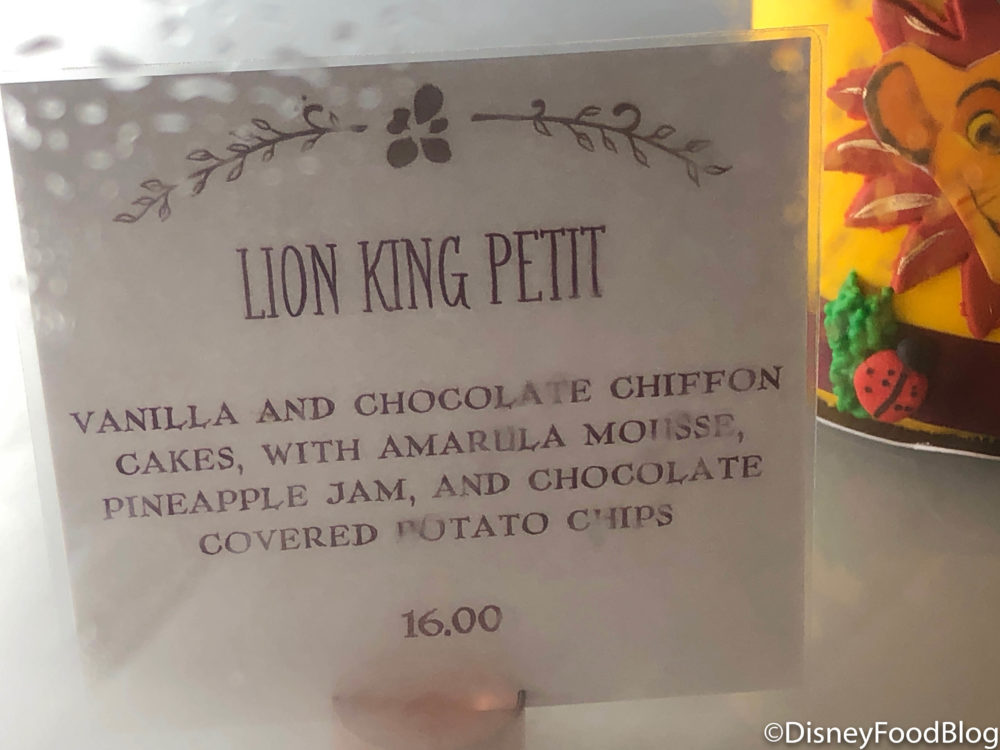 LION KING PETIT
VANILLA AND CHOCOLATE CHIFFON
CAKES, WITH AMARULA MOUSSE,
PINEAPPLE JAM, AND CHOCOLATE
COVERED POTATO CHIPS
16.00
©DisneyFoodBlog